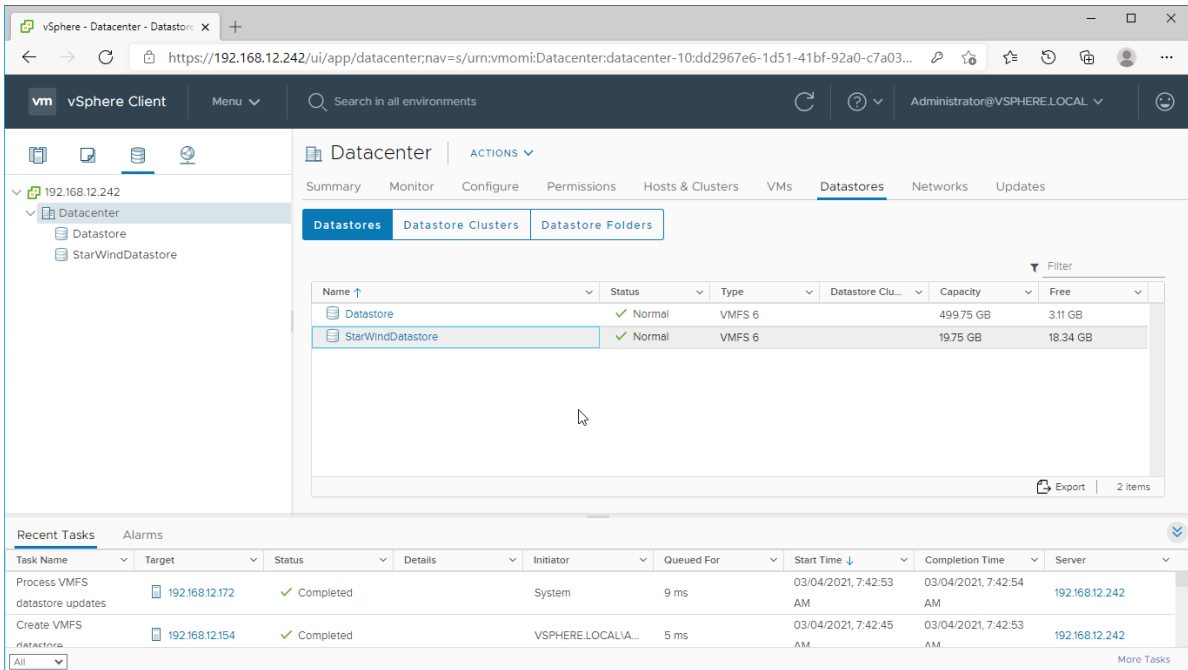 vSphere - Datacenter - Datastore
https://192.168.12.242/ui/app/datacenter;nav=s/urn:vmomi:Datacenter:datacenter-10:dd2967e6-1d51-41bf-92a0-c7a03...
vm vSphere Client Menu Search in all environments Administrator@VSPHERE.LOCAL
192.168.12.242
Datacenter
Datastore
StarWindDatastore
Datacenter ACTIONS
Summary Monitor Configure Permissions Hosts & Clusters VMs Datastores Networks Updates
Datastores Datastore Clusters Datastore Folders
Filter
Name Status Type Datastore Clu... Capacity Free
Datastore Normal VMFS 6 499.75 GB 3.11 GB
StarWindDatastore Normal VMFS 6 19.75 GB 18.34 GB
Export 2 items
Recent Tasks Alarms
Task Name Target Status Details Initiator Queued For Start Time Completion Time Server
Process VMFS datastore updates 192.168.12.172 Completed System 9 ms 03/04/2021, 7:42:53 AM 03/04/2021, 7:42:54 AM 192.168.12.242
Create VMFS datastore 192.168.12.154 Completed VSPHERE.LOCAL\A... 5 ms 03/04/2021, 7:42:45 AM 03/04/2021, 7:42:53 AM 192.168.12.242
All More Tasks